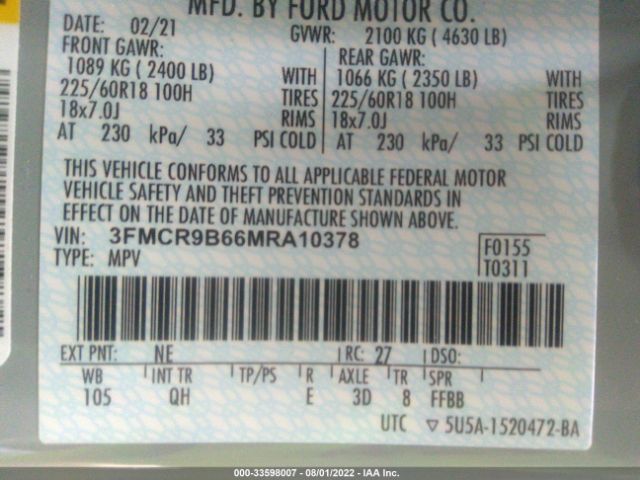 MFD. BY FORD MOTOR CO.
DATE: 02/21 GVWR: 2100 KG ( 4630 LB)
FRONT GAWR: REAR GAWR:
1089 KG ( 2400 LB) WITH 1066 KG ( 2350 LB) WITH
225/60R18 100H TIRES 225/60R18 100H TIRES
18x7.0J RIMS 18x7.0J RIMS
AT 230 kPa/ 33 PSI COLD AT 230 kPa/ 33 PSI COLD
THIS VEHICLE CONFORMS TO ALL APPLICABLE FEDERAL MOTOR
VEHICLE SAFETY AND THEFT PREVENTION STANDARDS IN
EFFECT ON THE DATE OF MANUFACTURE SHOWN ABOVE.
VIN: 3FMCR9B66MRA10378
TYPE: MPV
F0155
T0311
EXT PNT: NE RC: 27 DSO:
WB INT TR TP/PS R AXLE TR SPR
105 QH E 3D 8 FFBB
UTC ▽ 5U5A-1520472-BA
000-33598007 - 08/01/2022 - IAA Inc.